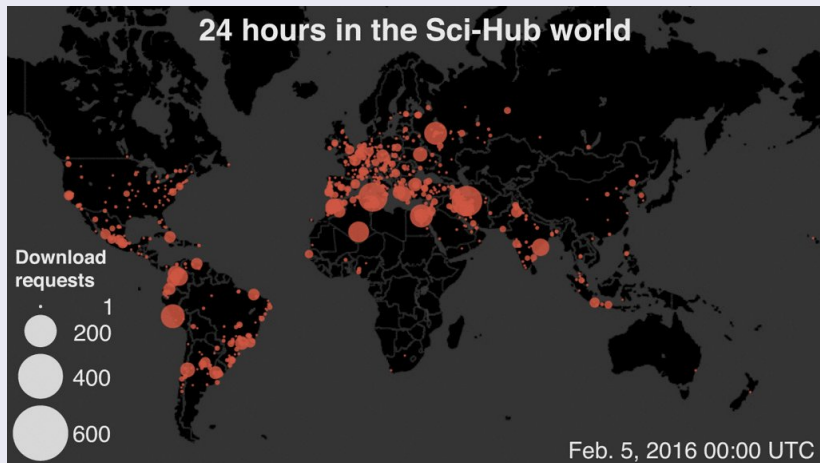 24 hours in the Sci-Hub world
Download
requests
1
200
400
600
Feb. 5, 2016 00:00 UTC